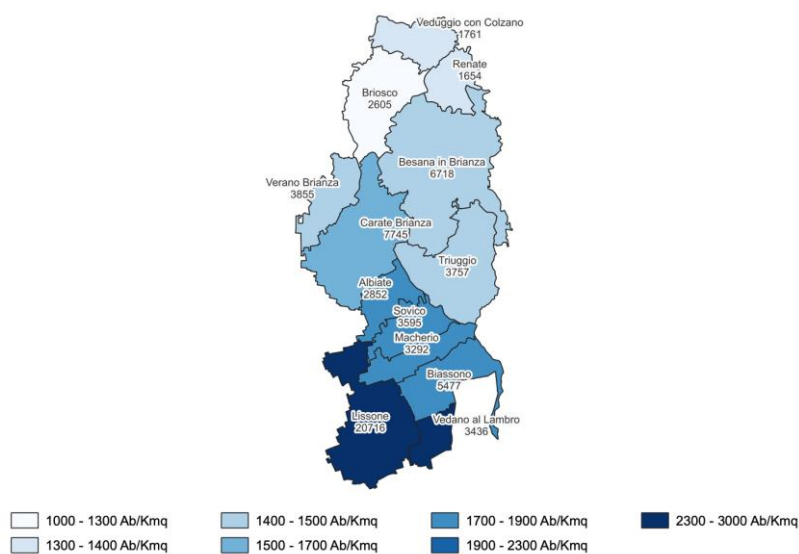 Veduggio con Colzano
1761
Renate
1654
Briosco
2605
Besana in Brianza
6718
Verano Brianza
3855
Carate Brianza
7745
Triuggio
3757
Albiate
2852
Sovico
3595
Macherio
3292
Biassono
5477
Lissone
20716
Vedano al Lambro
3436
1000 - 1300 Ab/Kmq
1400 - 1500 Ab/Kmq
1700 - 1900 Ab/Kmq
2300 - 3000 Ab/Kmq
1300 - 1400 Ab/Kmq
1500 - 1700 Ab/Kmq
1900 - 2300 Ab/Kmq